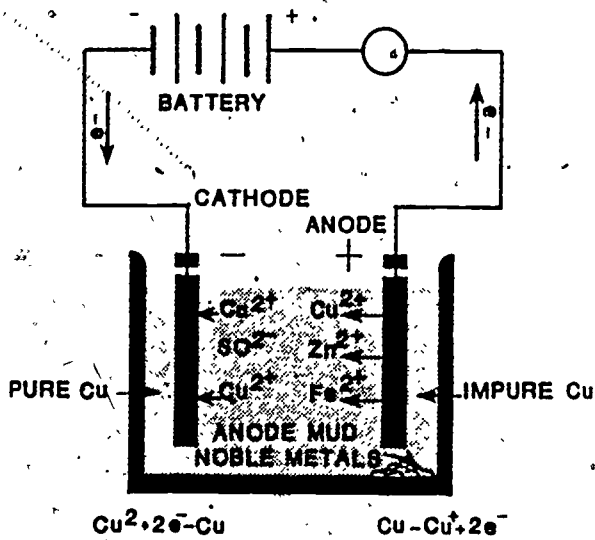 - +
BATTERY
e-
e-
CATHODE
ANODE
- +
Cu2+ Cu2+
SO2- Zn2+
Cu2+ Fe2+
PURE Cu IMPURE Cu
ANODE MUD
NOBLE METALS
Cu2+2e--Cu Cu-Cu++2e-